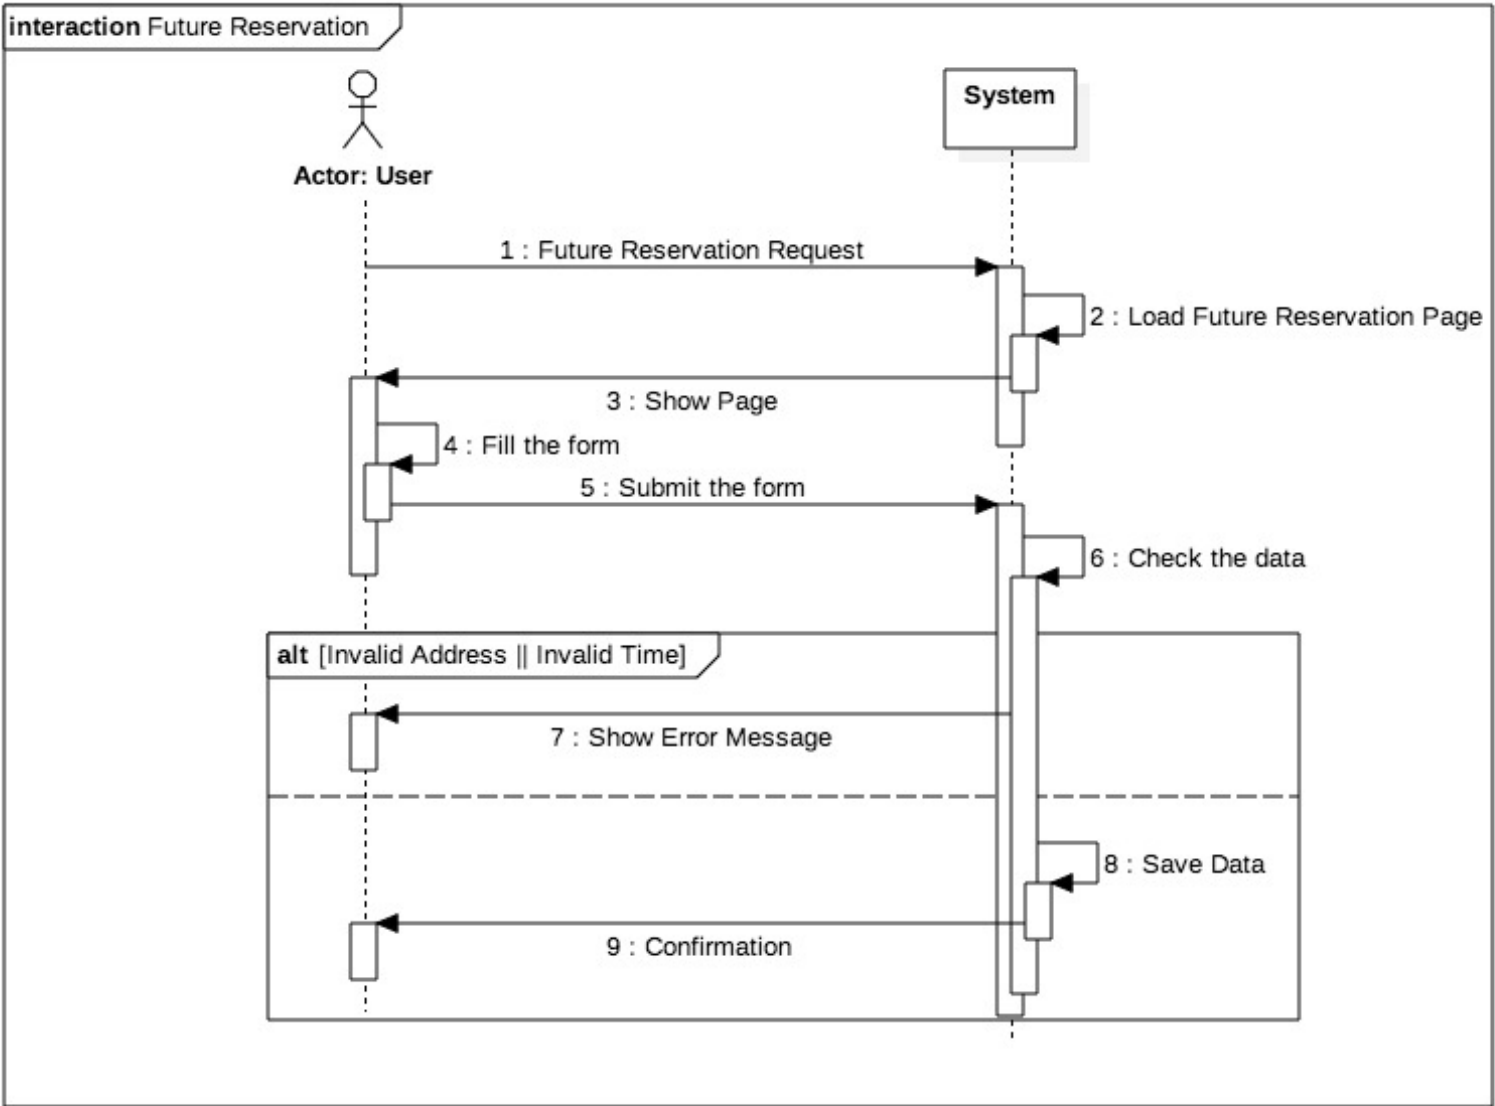 interaction Future Reservation
System
Actor: User
1 : Future Reservation Request
2 : Load Future Reservation Page
3 : Show Page
4 : Fill the form
5 : Submit the form
6 : Check the data
alt [Invalid Address || Invalid Time]
7 : Show Error Message
8 : Save Data
9 : Confirmation